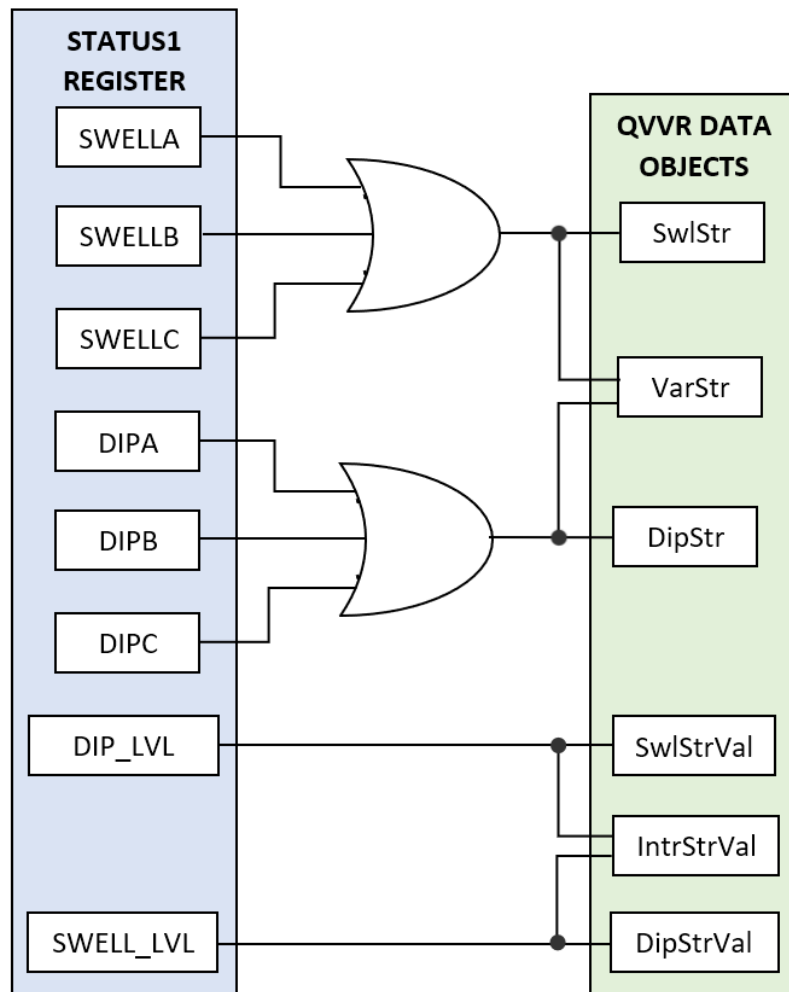 STATUS1
REGISTER
SWELLA
SWELLB
SWELLC
DIPA
DIPB
DIPC
DIP_LVL
SWELL_LVL
QVVR DATA
OBJECTS
SwlStr
VarStr
DipStr
SwlStrVal
IntrStrVal
DipStrVal